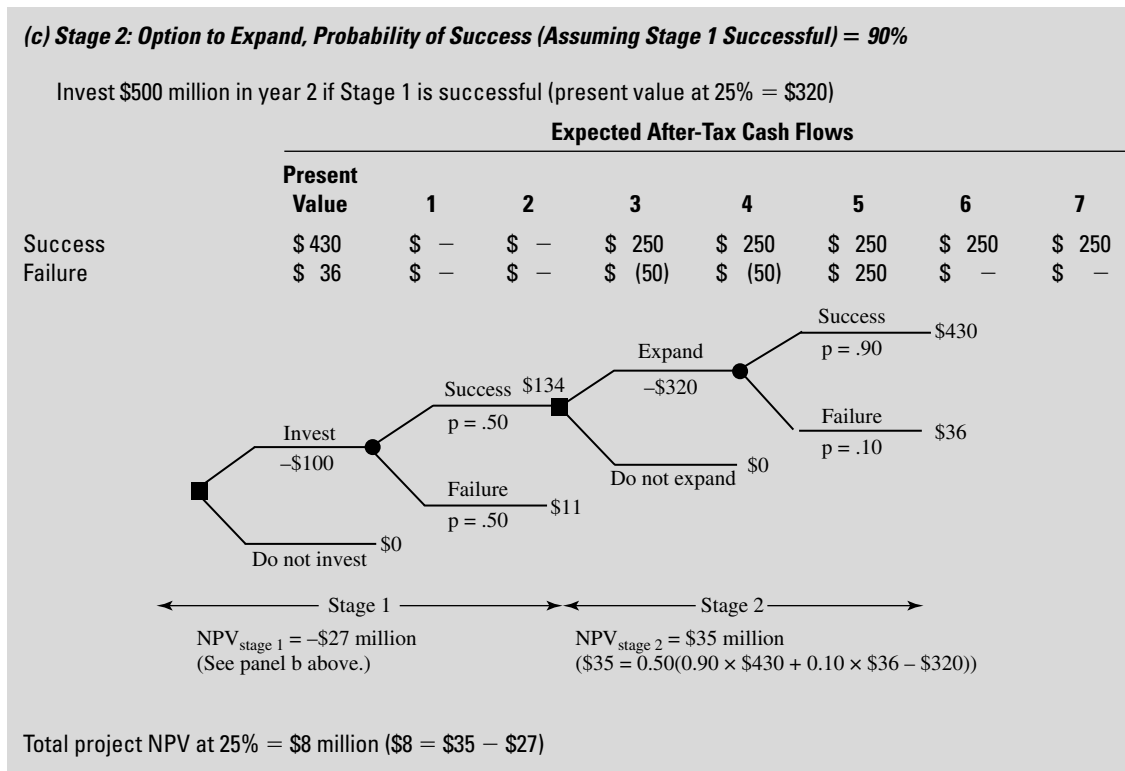 (c) Stage 2: Option to Expand, Probability of Success (Assuming Stage 1 Successful) = 90%
Invest $500 million in year 2 if Stage 1 is successful (present value at 25% = $320)
Expected After-Tax Cash Flows
Present
Value 1 2 3 4 5 6 7
Success $ 430 $ – $ – $ 250 $ 250 $ 250 $ 250 $ 250
Failure $ 36 $ – $ – $ (50) $ (50) $ 250 $ – $ –
Success
$430
p = .90
Expand
–$320
Success $134
p = .50
Failure
$36
p = .10
Invest
–$100
$0
Do not expand
Failure
$11
p = .50
$0
Do not invest
Stage 1 Stage 2
NPV stage 1 = –$27 million NPV stage 2 = $35 million
(See panel b above.) ($35 = 0.50(0.90 × $430 + 0.10 × $36 – $320))
Total project NPV at 25% = $8 million ($8 = $35 − $27)